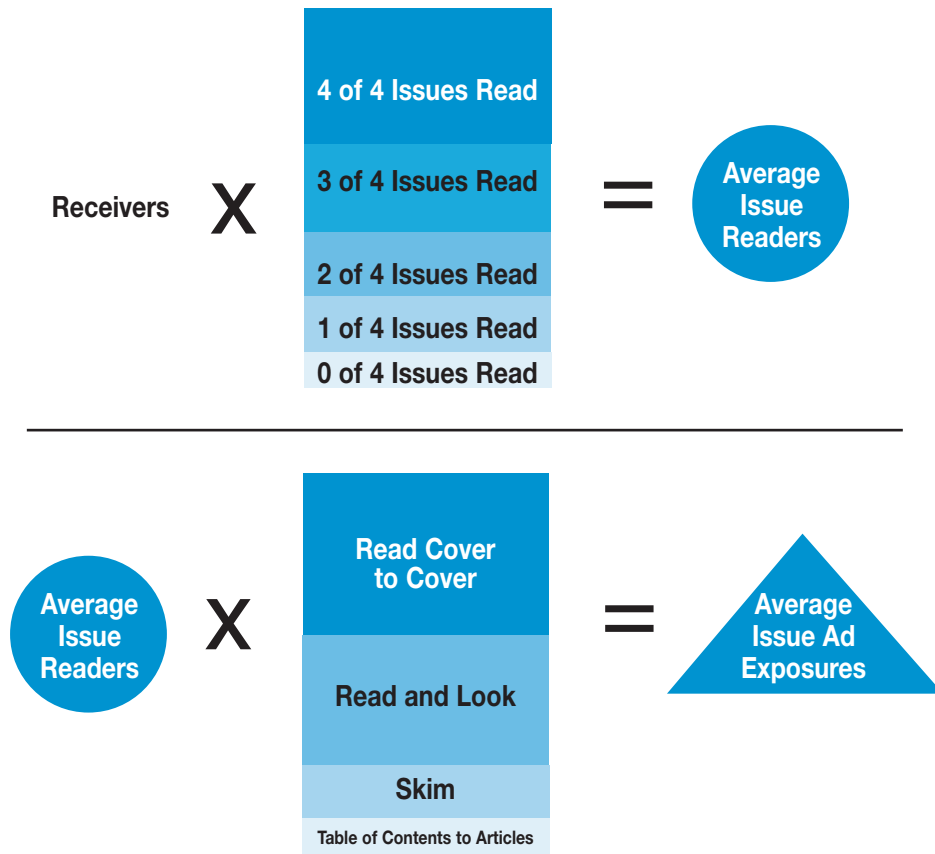 4 of 4 Issues Read
3 of 4 Issues Read
Receivers X =
Average
Issue
Readers
2 of 4 Issues Read
1 of 4 Issues Read
0 of 4 Issues Read
Average
Issue
Readers
X
Read Cover
to Cover
Read and Look
Skim
Table of Contents to Articles
=
Average
Issue Ad
Exposures